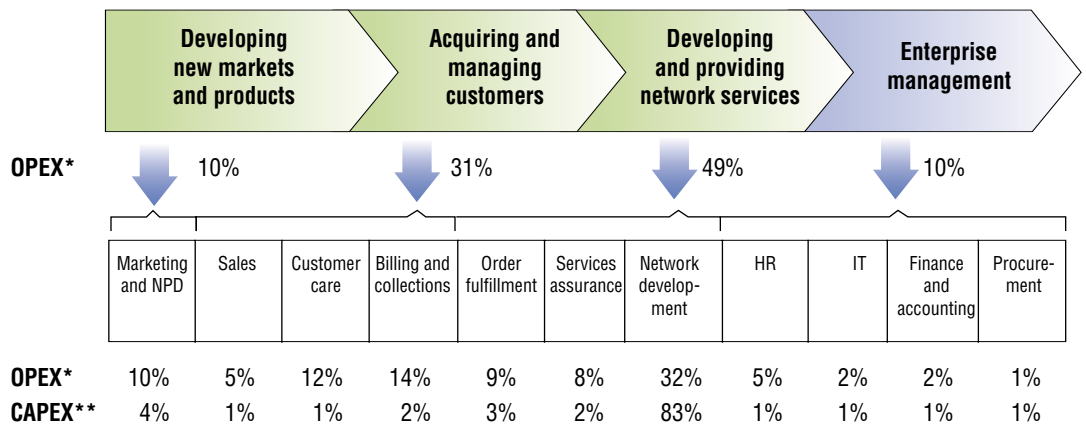 Developing
new markets
and products
Acquiring and
managing
customers
Developing
and providing
network services
Enterprise
management
OPEX* 10% 31% 49% 10%
Marketing
and NPD
Sales
Customer
care
Billing and
collections
Order
fulfillment
Services
assurance
Network
develop-
ment
HR
IT
Finance
and
accounting
Procure-
ment
OPEX* 10% 5% 12% 14% 9% 8% 32% 5% 2% 2% 1%
CAPEX** 4% 1% 1% 2% 3% 2% 83% 1% 1% 1% 1%